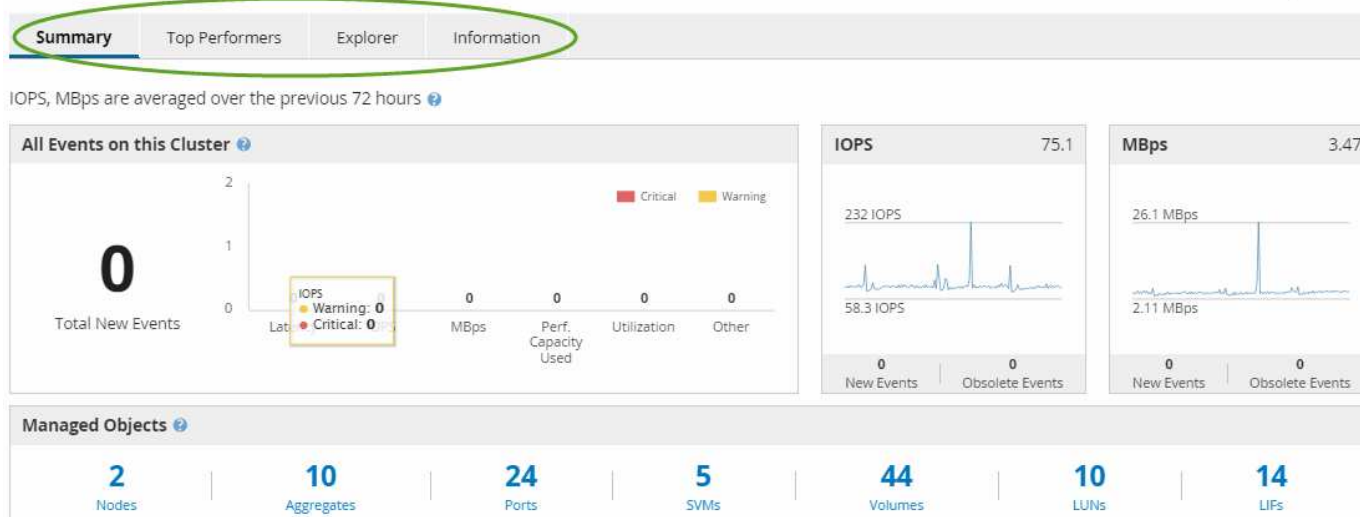 Summary Top Performers Explorer Information
IOPS, MBps are averaged over the previous 72 hours ?
All Events on this Cluster ?
2
Critical Warning
1
0
Total New Events
0
IOPS
Warning: 0
Critical: 0
0 0 0 0
MBps Perf. Capacity Used Utilization Other
IOPS 75.1
232 IOPS
58.3 IOPS
0 0
New Events Obsolete Events
MBps 3.47
26.1 MBps
2.11 MBps
0 0
New Events Obsolete Events
Managed Objects ?
2 10 24 5 44 10 14
Nodes Aggregates Ports SVMs Volumes LUNs LIFs